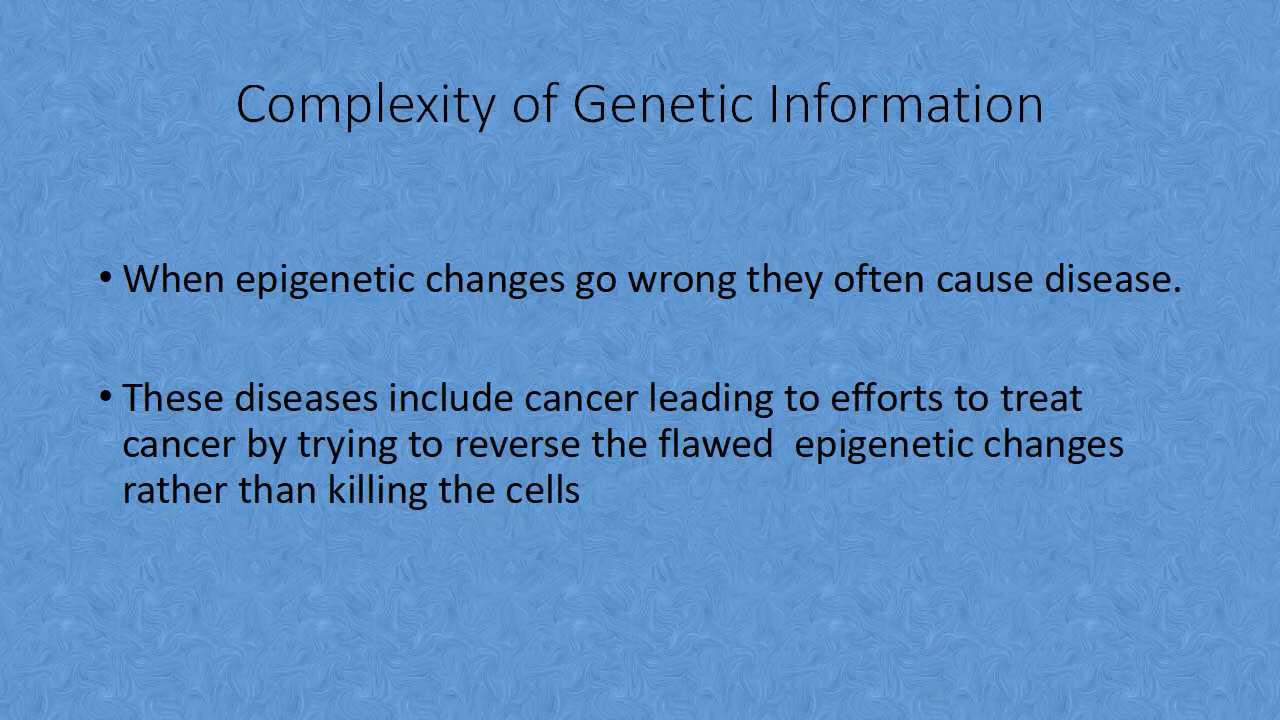 Complexity of Genetic Information
• When epigenetic changes go wrong they often cause disease.
• These diseases include cancer leading to efforts to treat
cancer by trying to reverse the flawed  epigenetic changes
rather than killing the cells